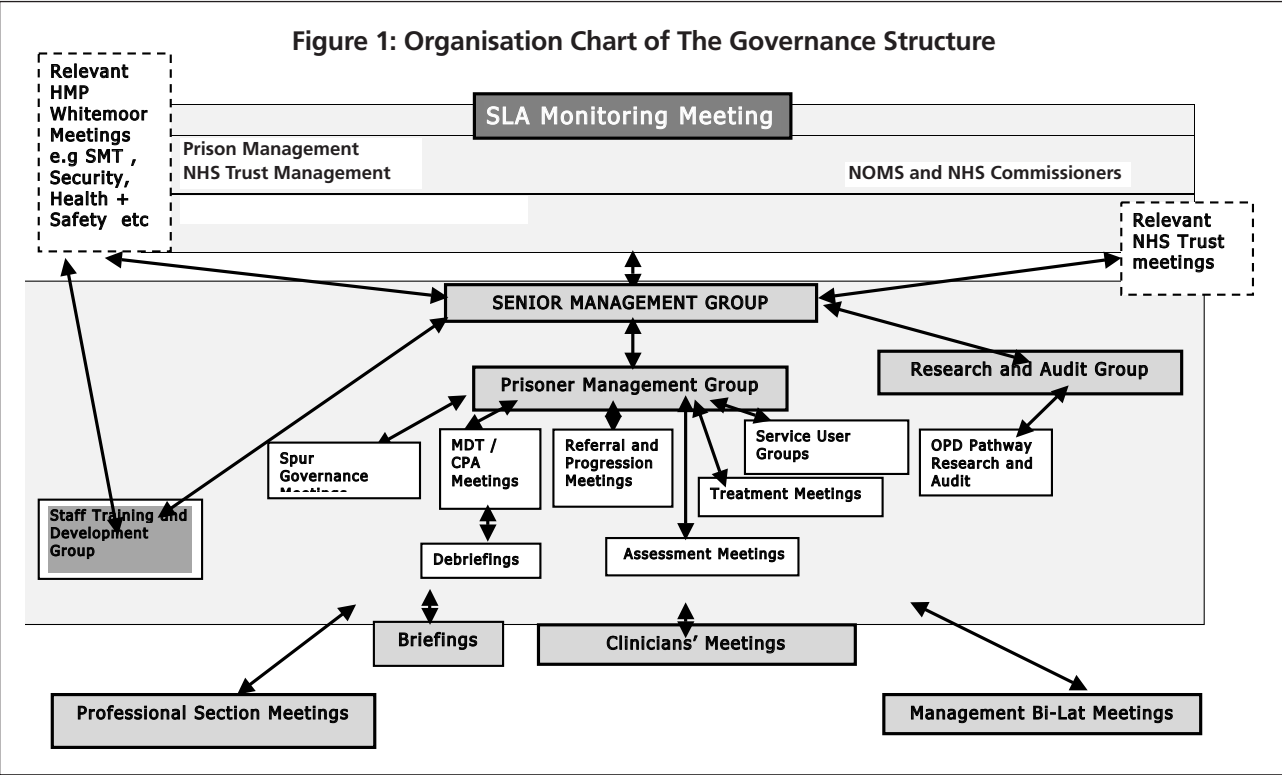 Figure 1: Organisation Chart of The Governance Structure
Relevant
HMP
Whitemoor
Meetings
e.g SMT ,
Security,
Health +
Safety etc
SLA Monitoring Meeting
Prison Management
NHS Trust Management
NOMS and NHS Commissioners
Relevant
NHS Trust
meetings
SENIOR MANAGEMENT GROUP
Research and Audit Group
Prisoner Management Group
Spur
Governance
Meetings
MDT /
CPA
Meetings
Referral and
Progression
Meetings
Service User
Groups
Treatment Meetings
OPD Pathway
Research and
Audit
Staff Training and
Development
Group
Debriefings
Assessment Meetings
Briefings
Clinicians’ Meetings
Professional Section Meetings
Management Bi-Lat Meetings